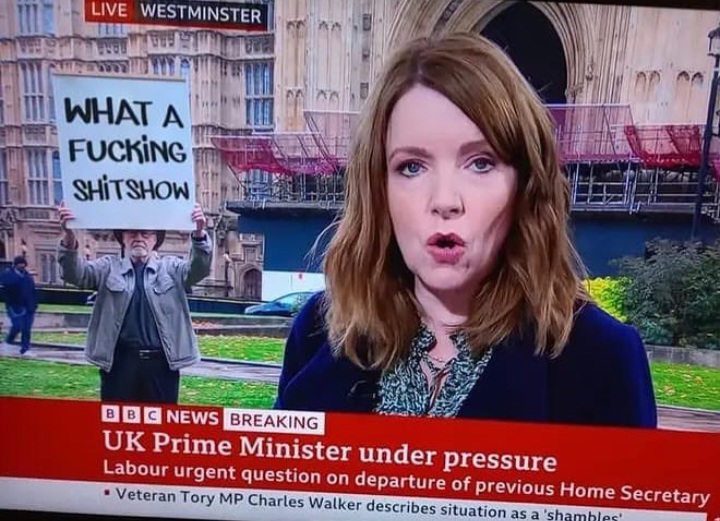 LIVE WESTMINSTER
WHAT A
FUCKING
SHITSHOW
BBC NEWS BREAKING
UK Prime Minister under pressure
Labour urgent question on departure of previous Home Secretary
▪ Veteran Tory MP Charles Walker describes situation as a 'shambles'